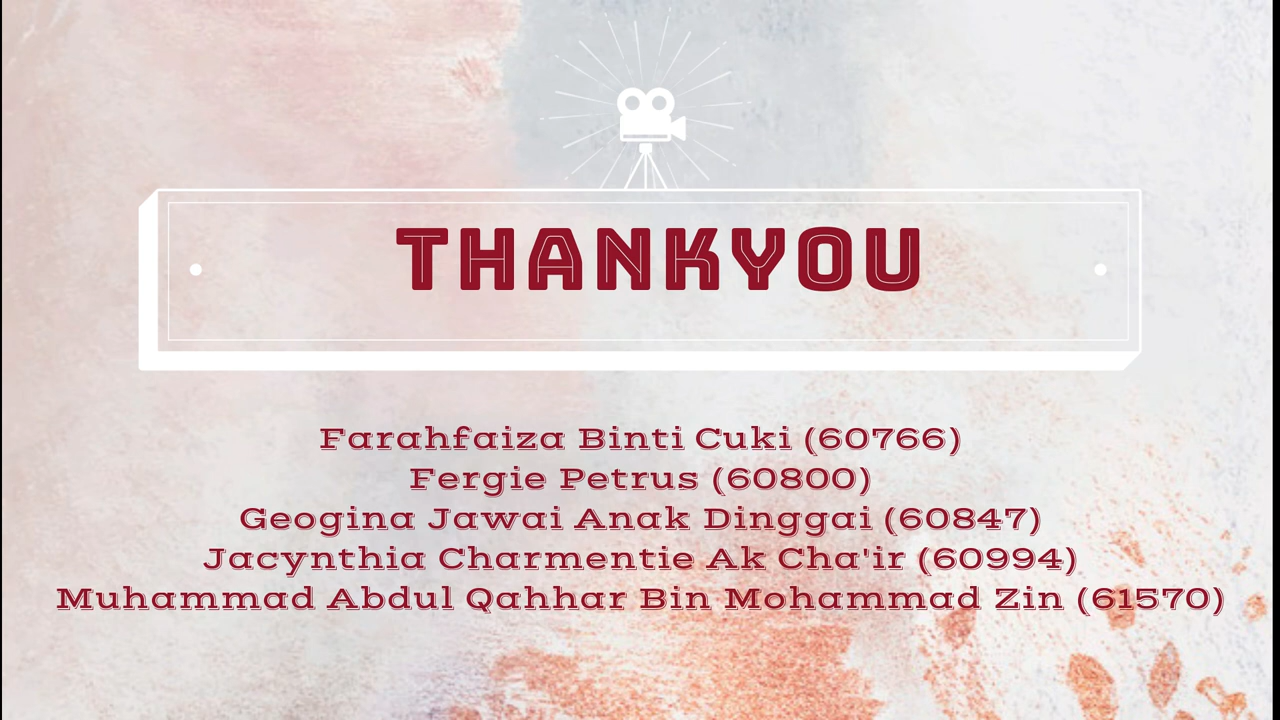 THANKYOU
Farahfaiza Binti Cuki (60766)
Fergie Petrus (60800)
Geogina Jawai Anak Dinggai (60847)
Jacynthia Charmentie Ak Cha'ir (60994)
Muhammad Abdul Qahhar Bin Mohammad Zin (61570)